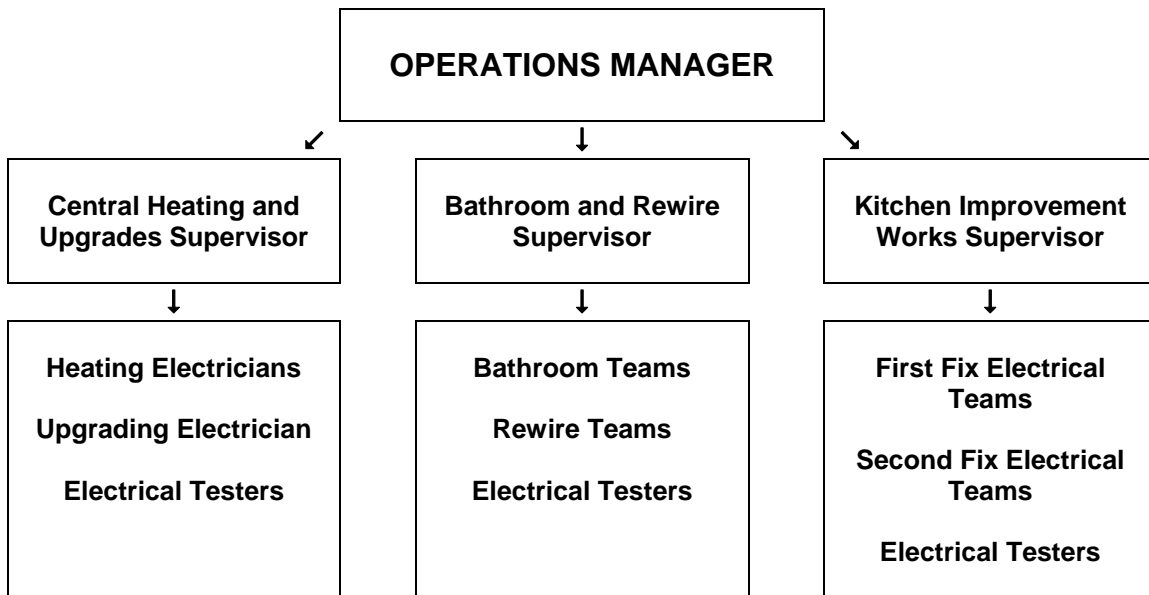 OPERATIONS MANAGER
Central Heating and
Upgrades Supervisor
Bathroom and Rewire
Supervisor
Kitchen Improvement
Works Supervisor
Heating Electricians
Upgrading Electrician
Electrical Testers
Bathroom Teams
Rewire Teams
Electrical Testers
First Fix Electrical
Teams
Second Fix Electrical
Teams
Electrical Testers